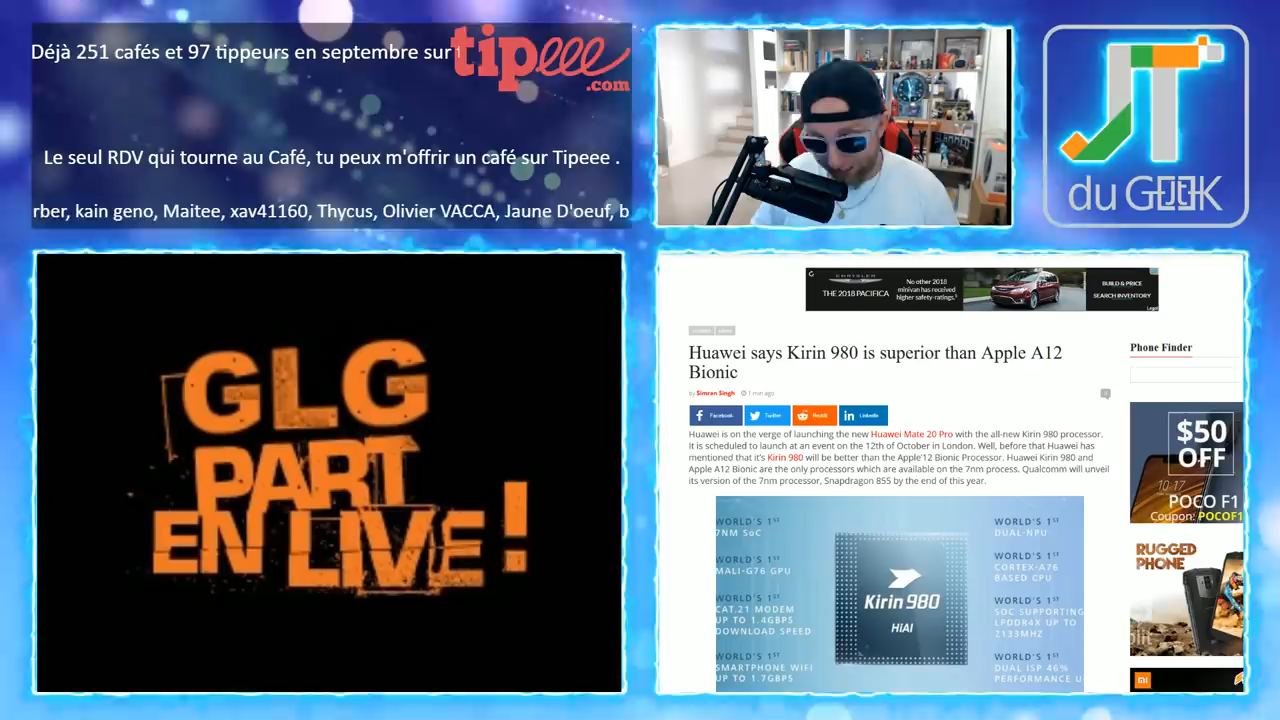 Déjà 251 cafés et 97 tippeurs en septembre sur
tipeee
.com
Le seul RDV qui tourne au Café, tu peux m'offrir un café sur Tipeee .
rber, kain geno, Maitee, xav41160, Thycus, Olivier VACCA, Jaune D'oeuf, b
JT
du GEEK
GLG
PART
EN LIVE !
CHRYSLER
THE 2018 PACIFICA
No other 2018
minivan has received
higher safety-ratings.
BUILD & PRICE
SEARCH INVENTORY
Legal
Huawei says Kirin 980 is superior than Apple A12
Bionic
by Simran Singh 1 min ago
Facebook Twitter Reddit Linkedin
Huawei is on the verge of launching the new Huawei Mate 20 Pro with the all-new Kirin 980 processor.
It is scheduled to launch at an event on the 12th of October in London. Well, before that Huawei has
mentioned that it's Kirin 980 will be better than the Apple'12 Bionic Processor. Huawei Kirin 980 and
Apple A12 Bionic are the only processors which are available on the 7nm process. Qualcomm will unveil
its version of the 7nm processor, Snapdragon 855 by the end of this year.
WORLD'S 1ST
7NM SoC
WORLD'S 1ST
MALI-G76 GPU
WORLD'S 1ST
CAT.21 MODEM
UP TO 1.4GBPS
DOWNLOAD SPEED
WORLD'S 1ST
SMARTPHONE WIFI
UP TO 1.7GBPS
Kirin 980
HiAI
WORLD'S 1ST
DUAL-NPU
WORLD'S 1ST
CORTEX-A76
BASED CPU
WORLD'S 1ST
SOC SUPPORTING
LPDDR4X UP TO
2133MHZ
WORLD'S 1ST
DUAL ISP 46%
PERFORMANCE U
Phone Finder
$50
OFF
10 17
POCO F1
Coupon: POCOF1
RUGGED
PHONE